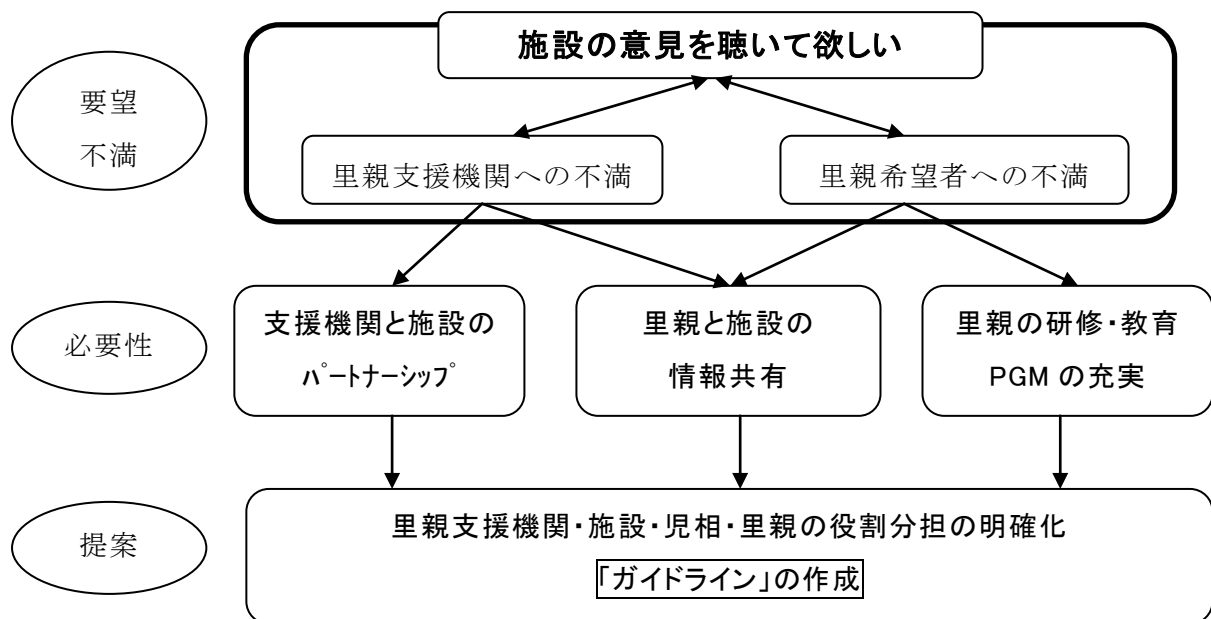 施設の意見を聴いて欲しい
要望
不満
里親支援機関への不満
里親希望者への不満
必要性
支援機関と施設の
ﾊﾟｰﾄﾅｰｼｯﾌﾟ
里親と施設の
情報共有
里親の研修・教育
PGM の充実
提案
里親支援機関・施設・児相・里親の役割分担の明確化
「ガイドライン」の作成